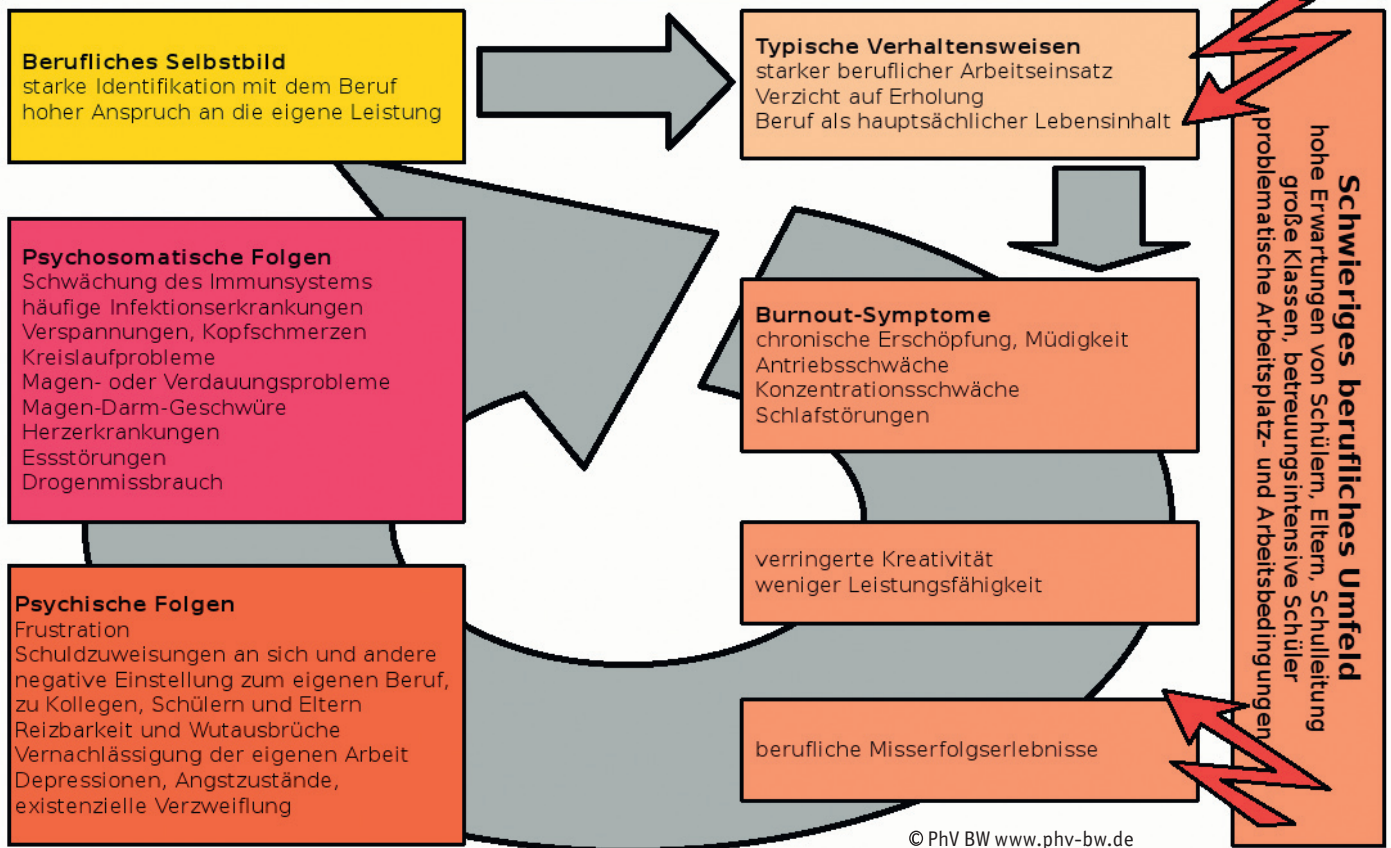 Berufliches Selbstbild
starke Identifikation mit dem Beruf
hoher Anspruch an die eigene Leistung
Typische Verhaltensweisen
starker beruflicher Arbeitseinsatz
Verzicht auf Erholung
Beruf als hauptsächlicher Lebensinhalt
Schwieriges berufliches Umfeld
hohe Erwartungen von Schülern, Eltern, Schulleitung
große Klassen, betreuungsintensive Schüler
problematische Arbeitsplatz- und Arbeitsbedingungen
Burnout-Symptome
chronische Erschöpfung, Müdigkeit
Antriebsschwäche
Konzentrationsschwäche
Schlafstörungen
verringerte Kreativität
weniger Leistungsfähigkeit
berufliche Misserfolgserlebnisse
Psychische Folgen
Frustration
Schuldzuweisungen an sich und andere
negative Einstellung zum eigenen Beruf,
zu Kollegen, Schülern und Eltern
Reizbarkeit und Wutausbrüche
Vernachlässigung der eigenen Arbeit
Depressionen, Angstzustände,
existenzielle Verzweiflung
Psychosomatische Folgen
Schwächung des Immunsystems
häufige Infektionserkrankungen
Verspannungen, Kopfschmerzen
Kreislaufprobleme
Magen- oder Verdauungsprobleme
Magen-Darm-Geschwüre
Herzerkrankungen
Essstörungen
Drogenmissbrauch
© PhV BW www.phv-bw.de